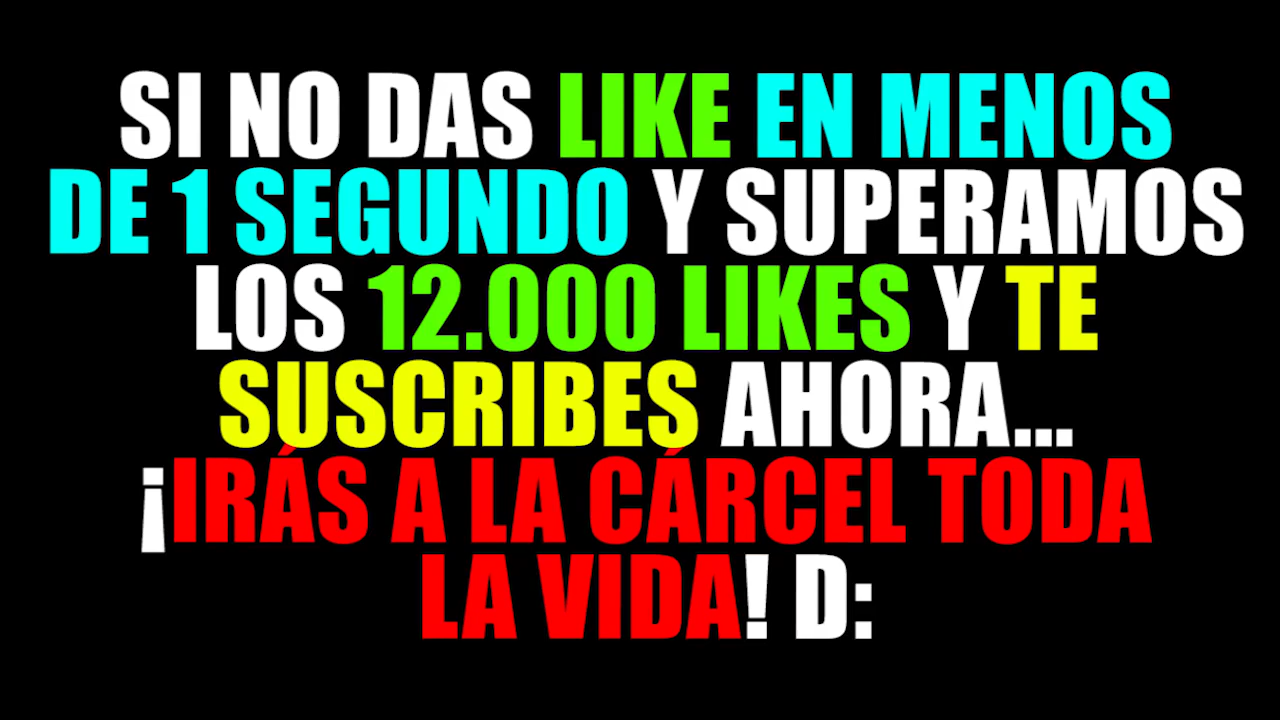 SI NO DAS LIKE EN MENOS
DE 1 SEGUNDO Y SUPERAMOS
LOS 12.000 LIKES Y TE
SUSCRIBES AHORA...
¡IRÁS A LA CÁRCEL TODA
LA VIDA! D: